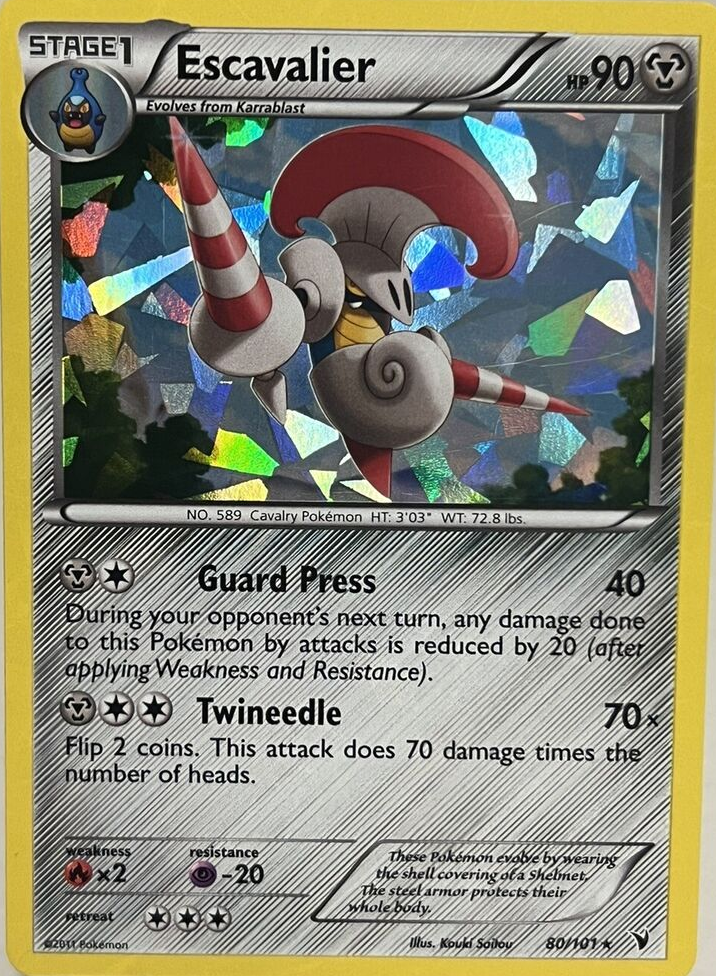 STAGE1
Escavalier
HP 90
Evolves from Karrablast
NO. 589 Cavalry Pokémon HT: 3'03" WT: 72.8 lbs.
Guard Press 40
During your opponent's next turn, any damage done
to this Pokémon by attacks is reduced by 20 (after
applying Weakness and Resistance).
Twineedle 70x
Flip 2 coins. This attack does 70 damage times the
number of heads.
weakness
×2
resistance
-20
retreat
These Pokémon evolve by wearing
the shell covering of a Shelmet.
The steel armor protects their
whole body.
©2011 Pokémon
Illus. Kouki Saitou
80/101